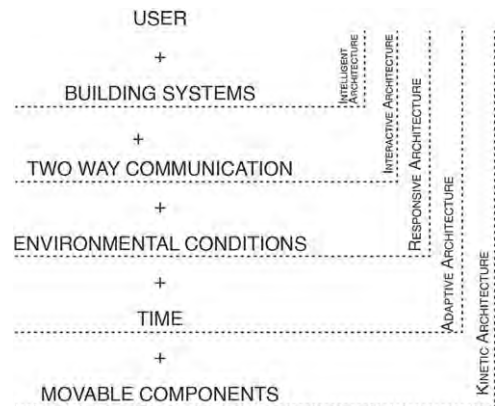 USER
+
BUILDING SYSTEMS
+
TWO WAY COMMUNICATION
+
ENVIRONMENTAL CONDITIONS
+
TIME
+
MOVABLE COMPONENTS
INTELLIGENT
ARCHITECTURE
INTERACTIVE ARCHITECTURE
RESPONSIVE ARCHITECTURE
ADAPTIVE ARCHITECTURE
KINETIC ARCHITECTURE